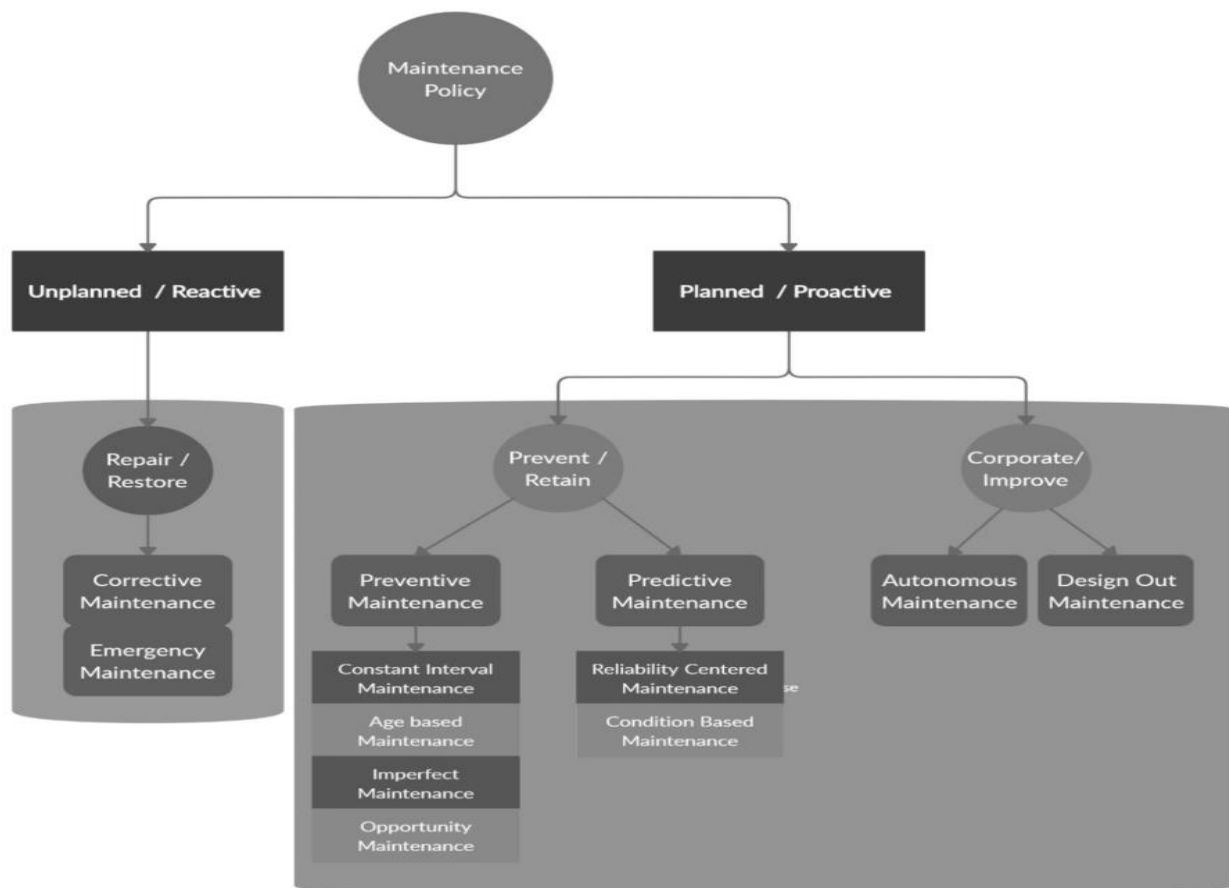 Maintenance
Policy
Unplanned / Reactive
Planned / Proactive
Repair /
Restore
Prevent /
Retain
Corporate/
Improve
Corrective
Maintenance
Emergency
Maintenance
Preventive
Maintenance
Predictive
Maintenance
Autonomous
Maintenance
Design Out
Maintenance
Constant Interval
Maintenance
Age based
Maintenance
Imperfect
Maintenance
Opportunity
Maintenance
Reliability Centered
Maintenance
se
Condition Based
Maintenance